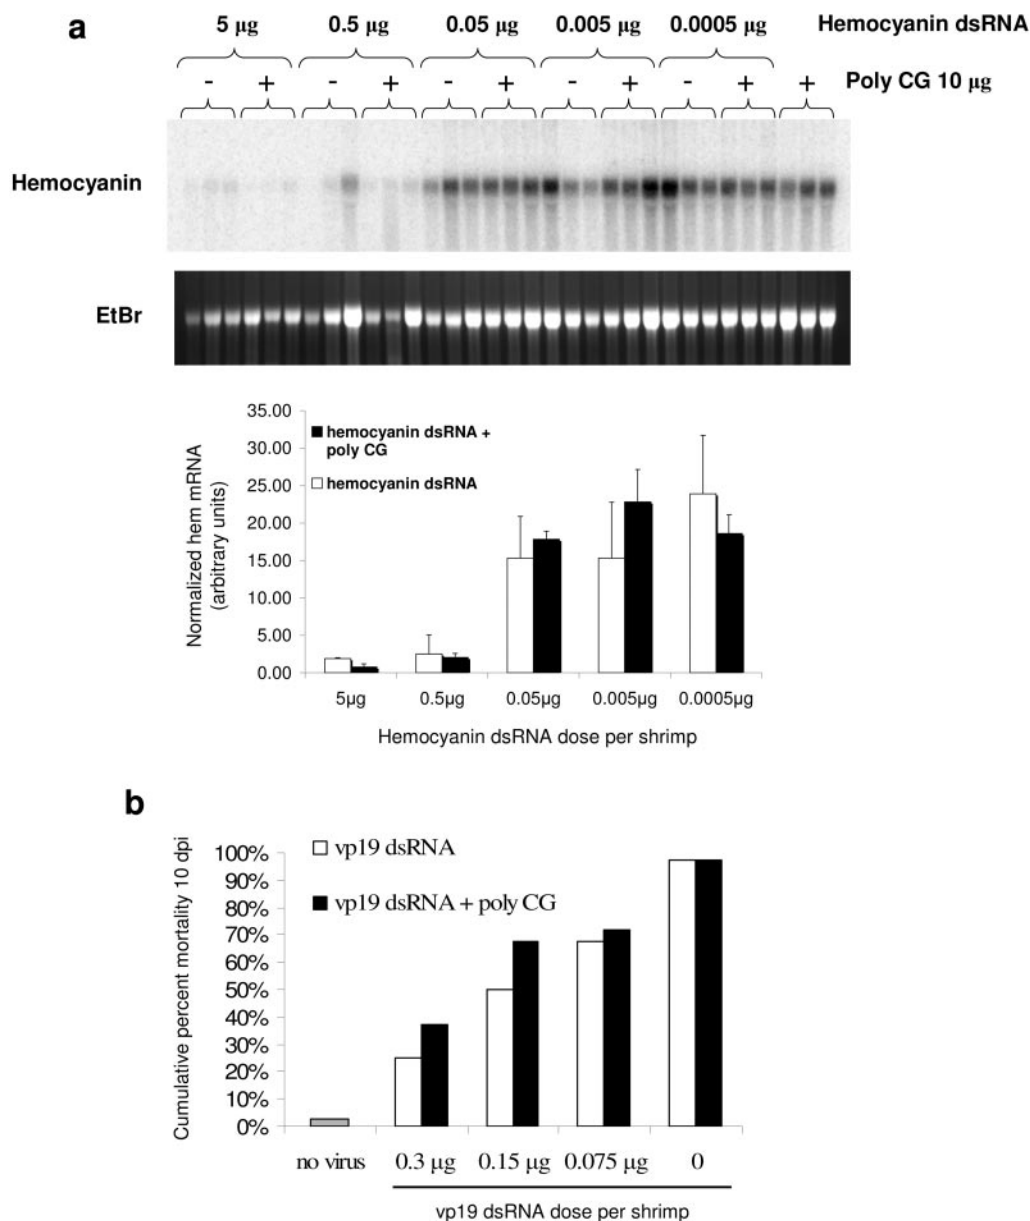 a
5 µg 0.5 µg 0.05 µg 0.005 µg 0.0005 µg Hemocyanin dsRNA
- + - + - + - + - + + Poly CG 10 µg
Hemocyanin
EtBr
Normalized hem mRNA
(arbitrary units)
35.00
30.00
25.00
20.00
15.00
10.00
5.00
0.00
hemocyanin dsRNA +
poly CG
hemocyanin dsRNA
5µg 0.5µg 0.05µg 0.005µg 0.0005µg
Hemocyanin dsRNA dose per shrimp
b
Cumulative percent mortality 10 dpi
100%
90%
80%
70%
60%
50%
40%
30%
20%
10%
0%
vp19 dsRNA
vp19 dsRNA + poly CG
no virus 0.3 µg 0.15 µg 0.075 µg 0
vp19 dsRNA dose per shrimp